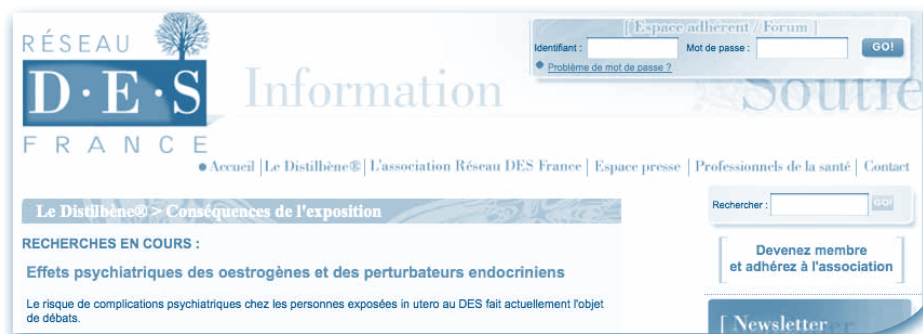 RÉSEAU
D·E·S
FRANCE
[ Espace adhérent / Forum ]
Identifiant :
Mot de passe :
GO!
Problème de mot de passe ?
Information
Soutie
Accueil | Le Distilbène® | L'association Réseau DES France | Espace presse | Professionnels de la santé | Contact
Le Distilbène® > Conséquences de l'exposition
Rechercher :
GO!
RECHERCHES EN COURS :
Effets psychiatriques des oestrogènes et des perturbateurs endocriniens
Le risque de complications psychiatriques chez les personnes exposées in utero au DES fait actuellement l'objet
de débats.
Devenez membre
et adhérez à l'association
[ Newsletter